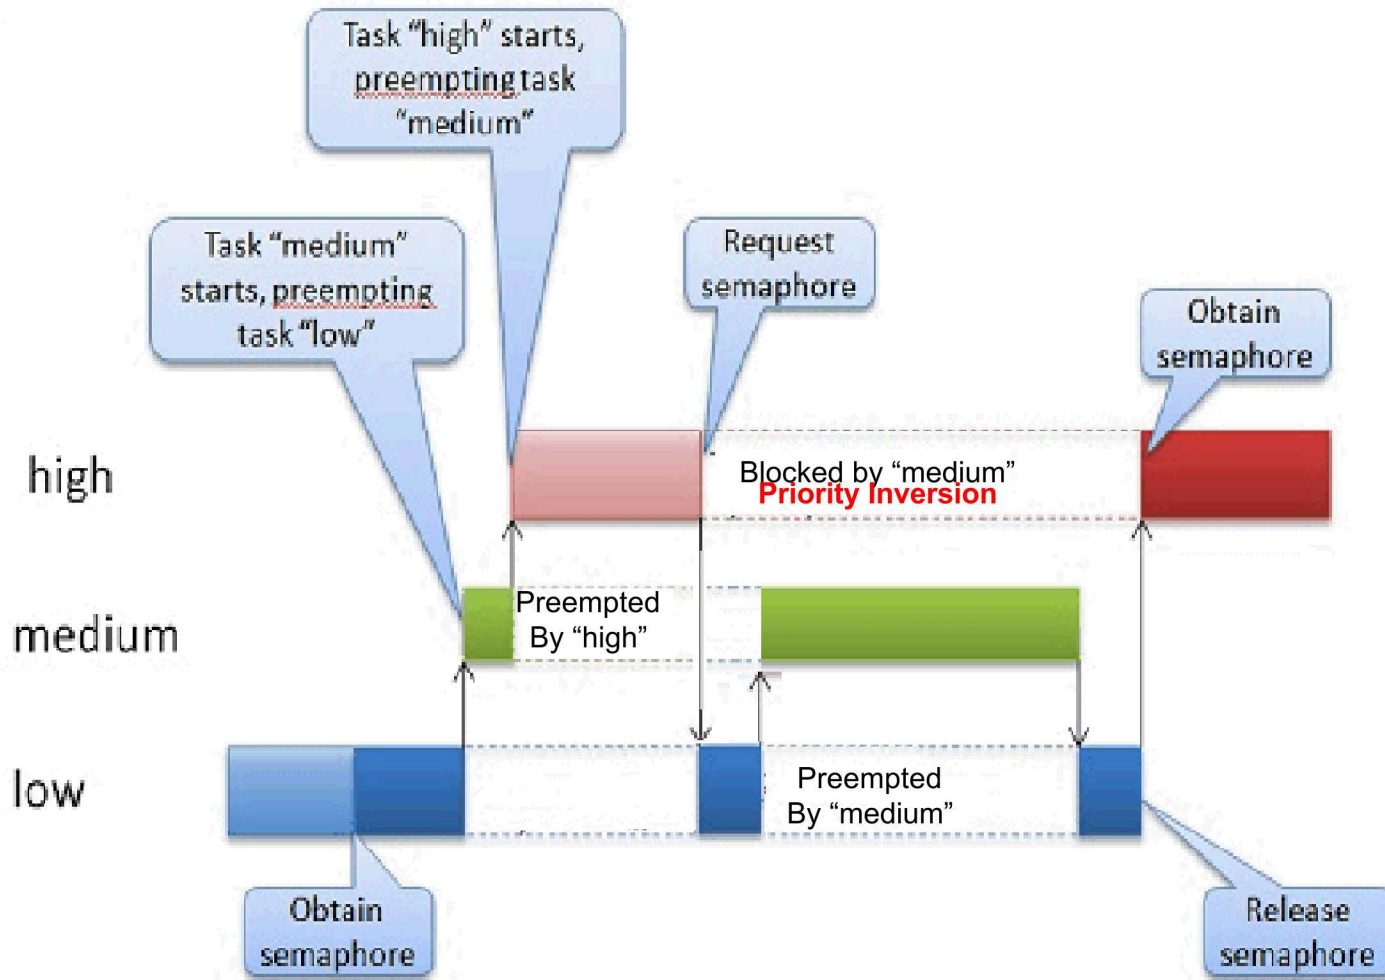 Task “high” starts,
preempting task
“medium”
Task “medium”
starts, preempting
task “low”
Request
semaphore
Obtain
semaphore
high
Blocked by “medium”
Priority Inversion
medium
Preempted
By “high”
low
Preempted
By “medium”
Obtain
semaphore
Release
semaphore